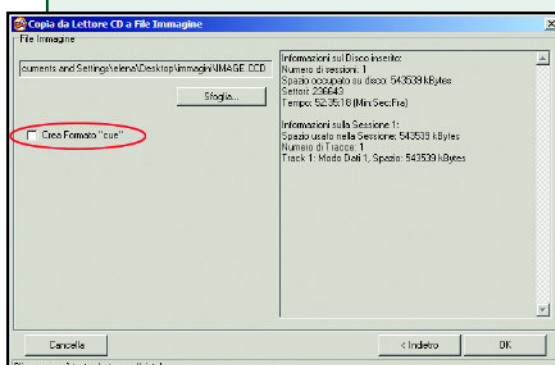 Copia da Lettore CD a File Immagine
File Immagine
cuments and Settings\elena\Desktop\immagini\IMAGE.CCD
Sfoglia...
Crea Formato "cue"
Informazioni sul Disco inserito:
Numero di sessioni: 1
Spazio occupato su disco: 543539 kBytes
Settori: 236643
Tempo: 52:35:18 (Min:Sec:Fra)
Informazioni sulla Sessione 1:
Spazio usato nella Sessione: 543539 kBytes
Numero di Tracce: 1
Track 1: Modo Dati 1, Spazio: 543539 kBytes
Cancella
< Indietro
OK